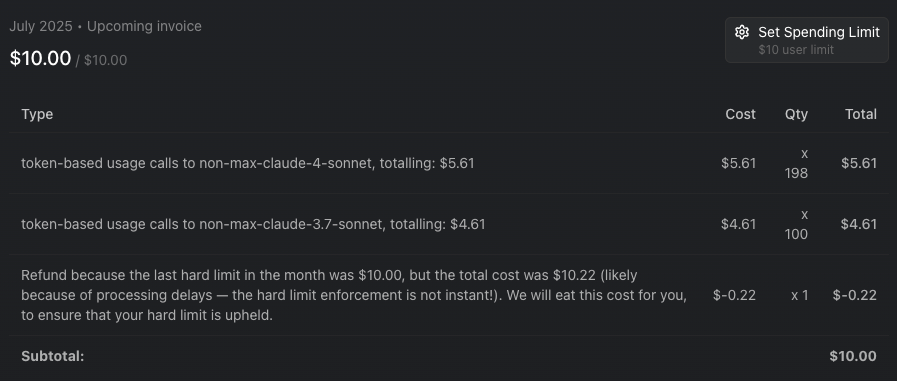 July 2025 • Upcoming invoice
$10.00 / $10.00
Set Spending Limit
$10 user limit
Type Cost Qty Total
token-based usage calls to non-max-claude-4-sonnet, totalling: $5.61 $5.61 x 198 $5.61
token-based usage calls to non-max-claude-3.7-sonnet, totalling: $4.61 $4.61 x 100 $4.61
Refund because the last hard limit in the month was $10.00, but the total cost was $10.22 (likely
because of processing delays — the hard limit enforcement is not instant!). We will eat this cost for you, $-0.22 x 1 $-0.22
to ensure that your hard limit is upheld.
Subtotal: $10.00